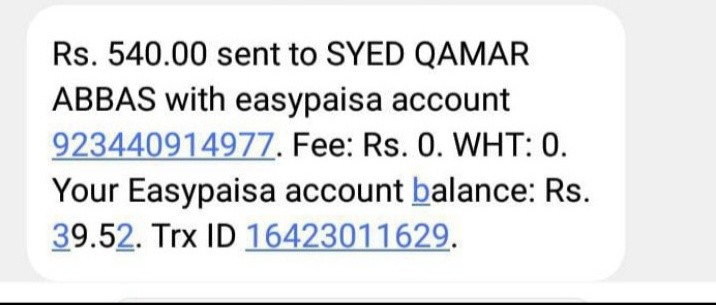 Rs. 540.00 sent to SYED QAMAR
ABBAS with easypaisa account
923440914977. Fee: Rs. 0. WHT: 0.
Your Easypaisa account balance: Rs.
39.52. Trx ID 16423011629.